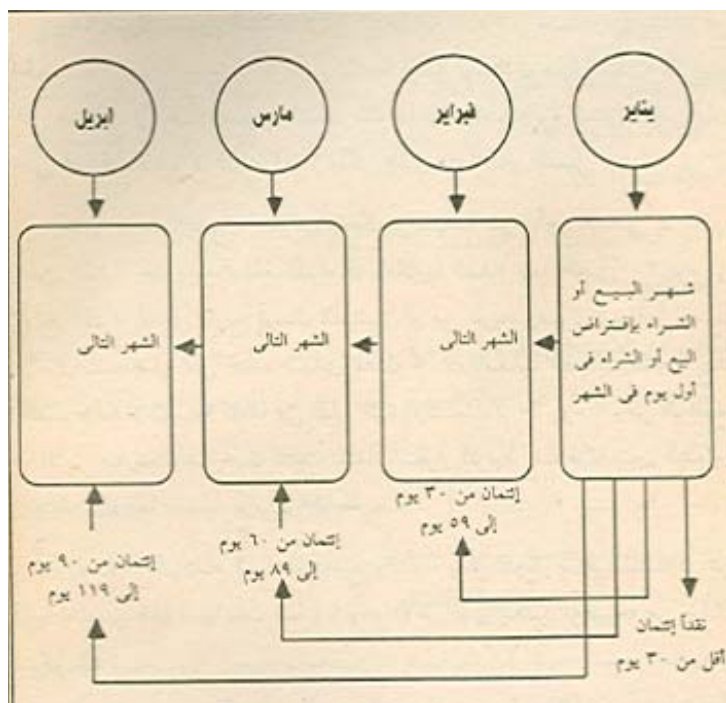 يناير
فبراير
مارس
ابريل
شهر البيع أو
الشراء بإفتراض
البيع أو الشراء فى
أول يوم فى الشهر
الشهر التالى
الشهر التالى
الشهر التالى
إئتمان من ٣٠ يوم
إلى ٥٩ يوم
إئتمان من ٦٠ يوم
إلى ٨٩ يوم
إئتمان من ٩٠ يوم
إلى ١١٩ يوم
نقداً إئتمان
أقل من ٣٠ يوم